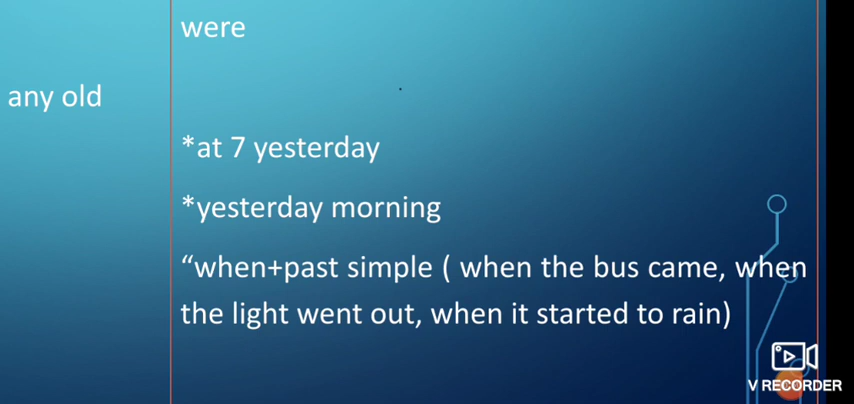 were
any old
*at 7 yesterday
*yesterday morning
“when+past simple ( when the bus came, when
the light went out, when it started to rain)
V RECORDER